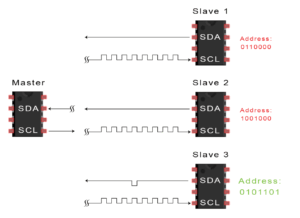 Slave 1
SDA
SCL
Address:
0110000
Master
SDA
SCL
Slave 2
SDA
SCL
Address:
1001000
Slave 3
SDA
SCL
Address:
0101101